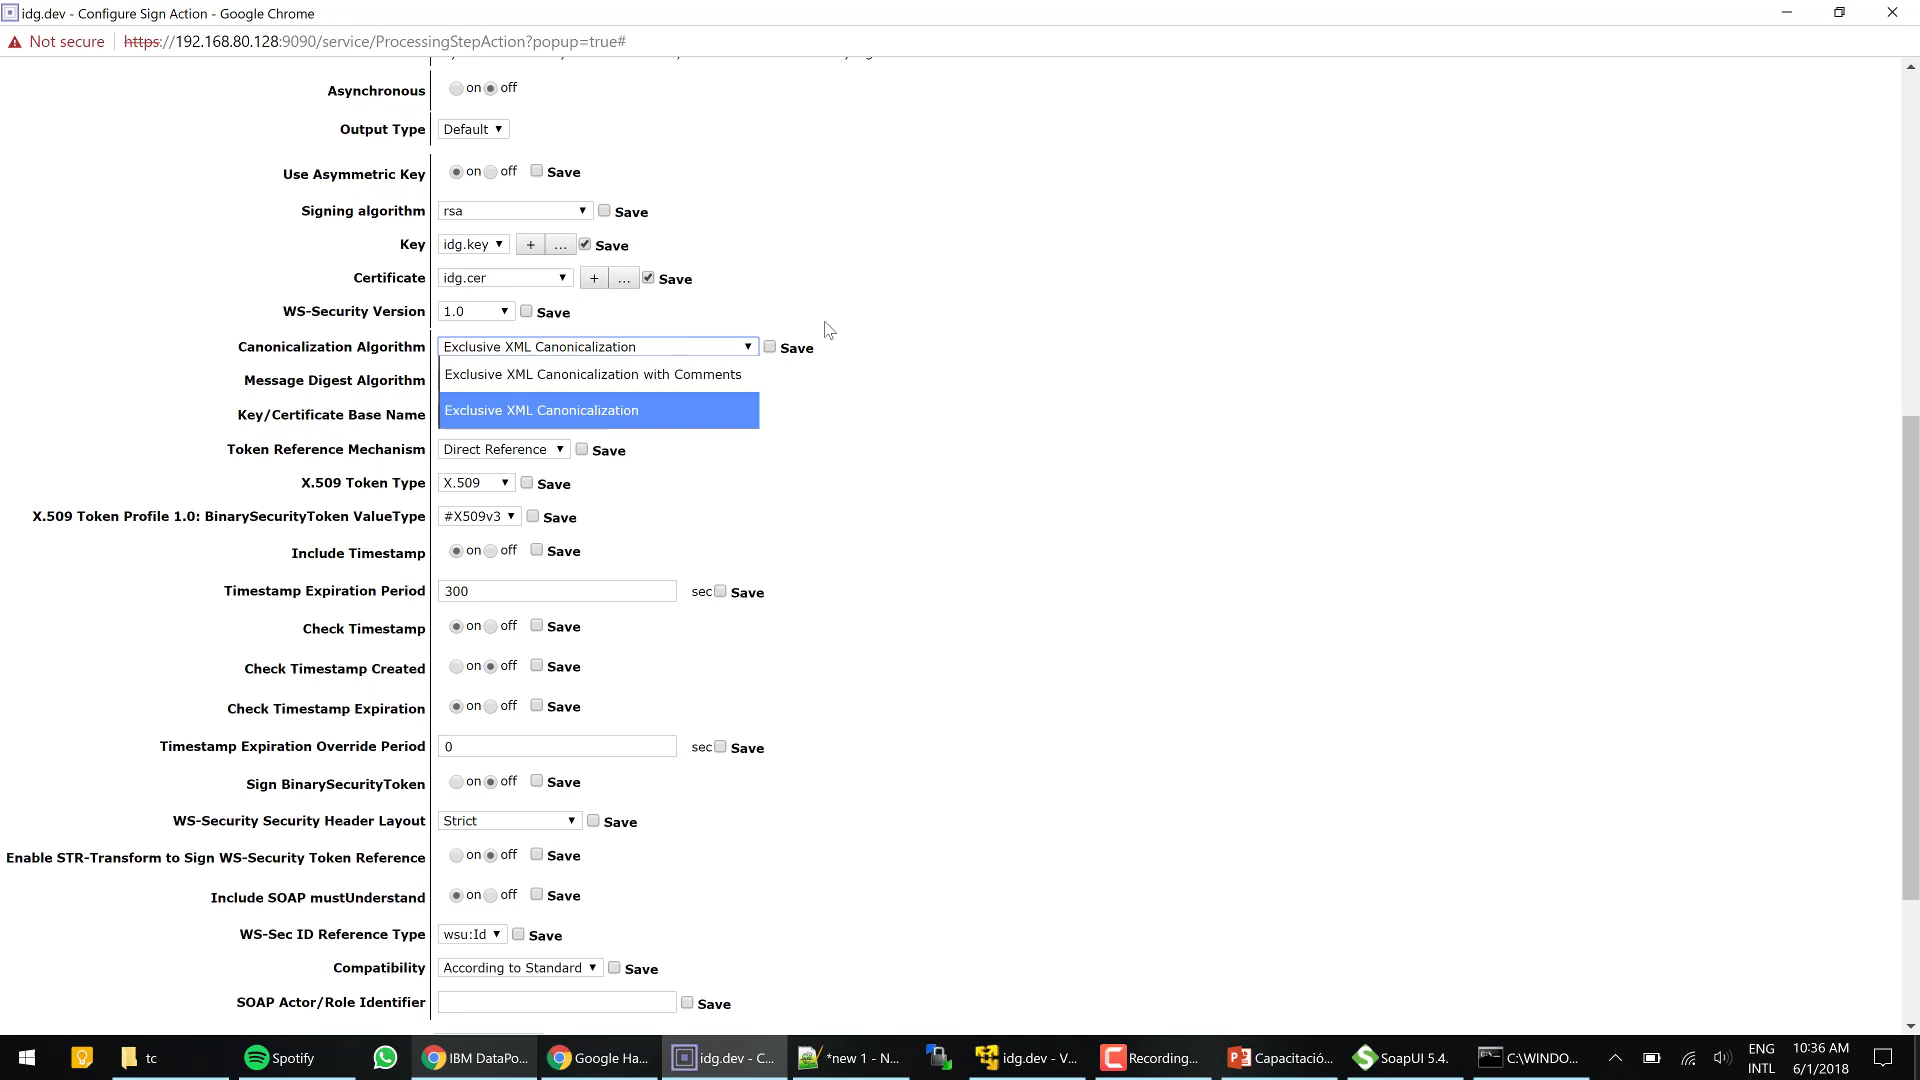 idg.dev - Configure Sign Action - Google Chrome
Not secure https://192.168.80.128:9090/service/ProcessingStepAction?popup=true#
Asynchronous on off
Output Type Default
Use Asymmetric Key on off Save
Signing algorithm rsa Save
Key idg.key + ... Save
Certificate idg.cer + ... Save
WS-Security Version 1.0 Save
Canonicalization Algorithm Exclusive XML Canonicalization Save
Exclusive XML Canonicalization with Comments
Message Digest Algorithm
Exclusive XML Canonicalization
Key/Certificate Base Name
Token Reference Mechanism Direct Reference Save
X.509 Token Type X.509 Save
X.509 Token Profile 1.0: BinarySecurityToken ValueType #X509v3 Save
Include Timestamp on off Save
Timestamp Expiration Period 300 sec Save
Check Timestamp on off Save
Check Timestamp Created on off Save
Check Timestamp Expiration on off Save
Timestamp Expiration Override Period 0 sec Save
Sign BinarySecurityToken on off Save
WS-Security Security Header Layout Strict Save
Enable STR-Transform to Sign WS-Security Token Reference on off Save
Include SOAP mustUnderstand on off Save
WS-Sec ID Reference Type wsu:Id Save
Compatibility According to Standard Save
SOAP Actor/Role Identifier Save
tc Spotify IBM DataPo... Google Ha... idg.dev - C... *new 1 - N... idg.dev - V... Recording... Capacitació... SoapUI 5.4. C:\WINDO... ENG 10:36 AM
INTL 6/1/2018